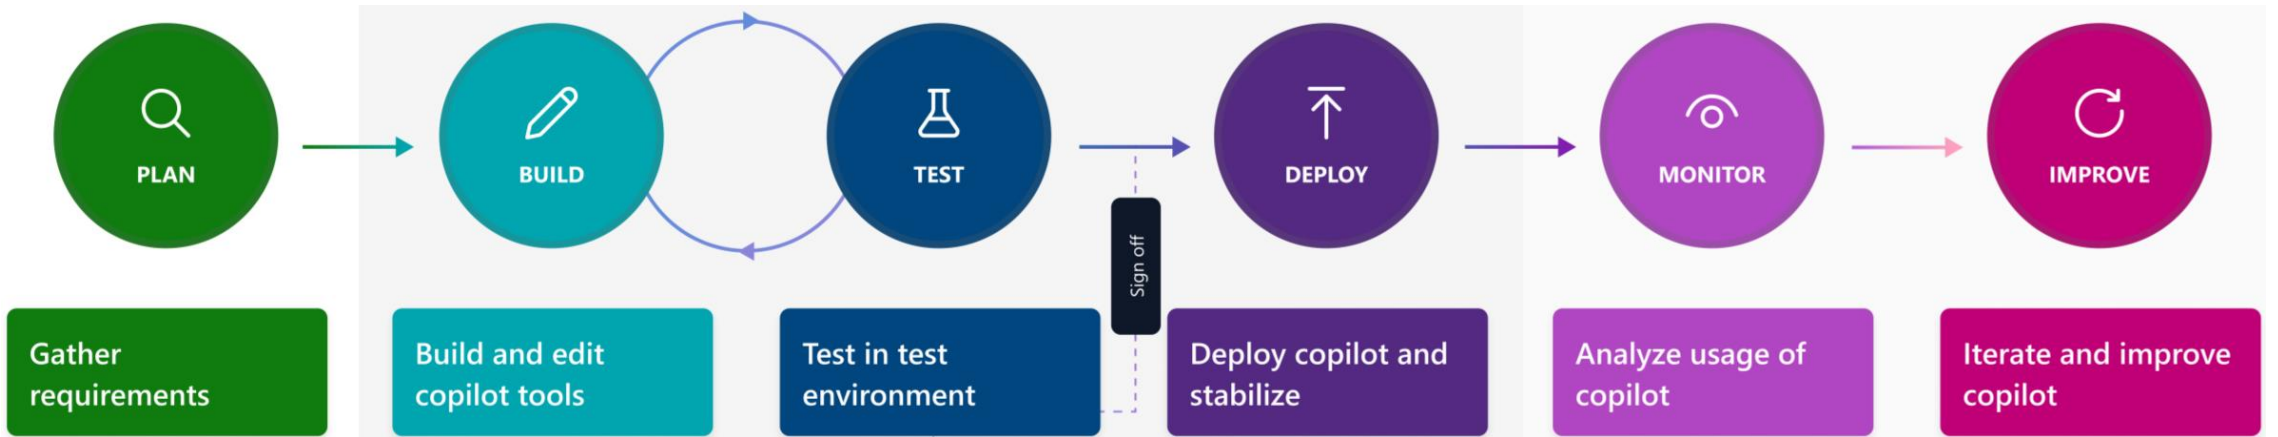 PLAN
BUILD
TEST
DEPLOY
MONITOR
IMPROVE
Sign off
Gather
requirements
Build and edit
copilot tools
Test in test
environment
Deploy copilot and
stabilize
Analyze usage of
copilot
Iterate and improve
copilot